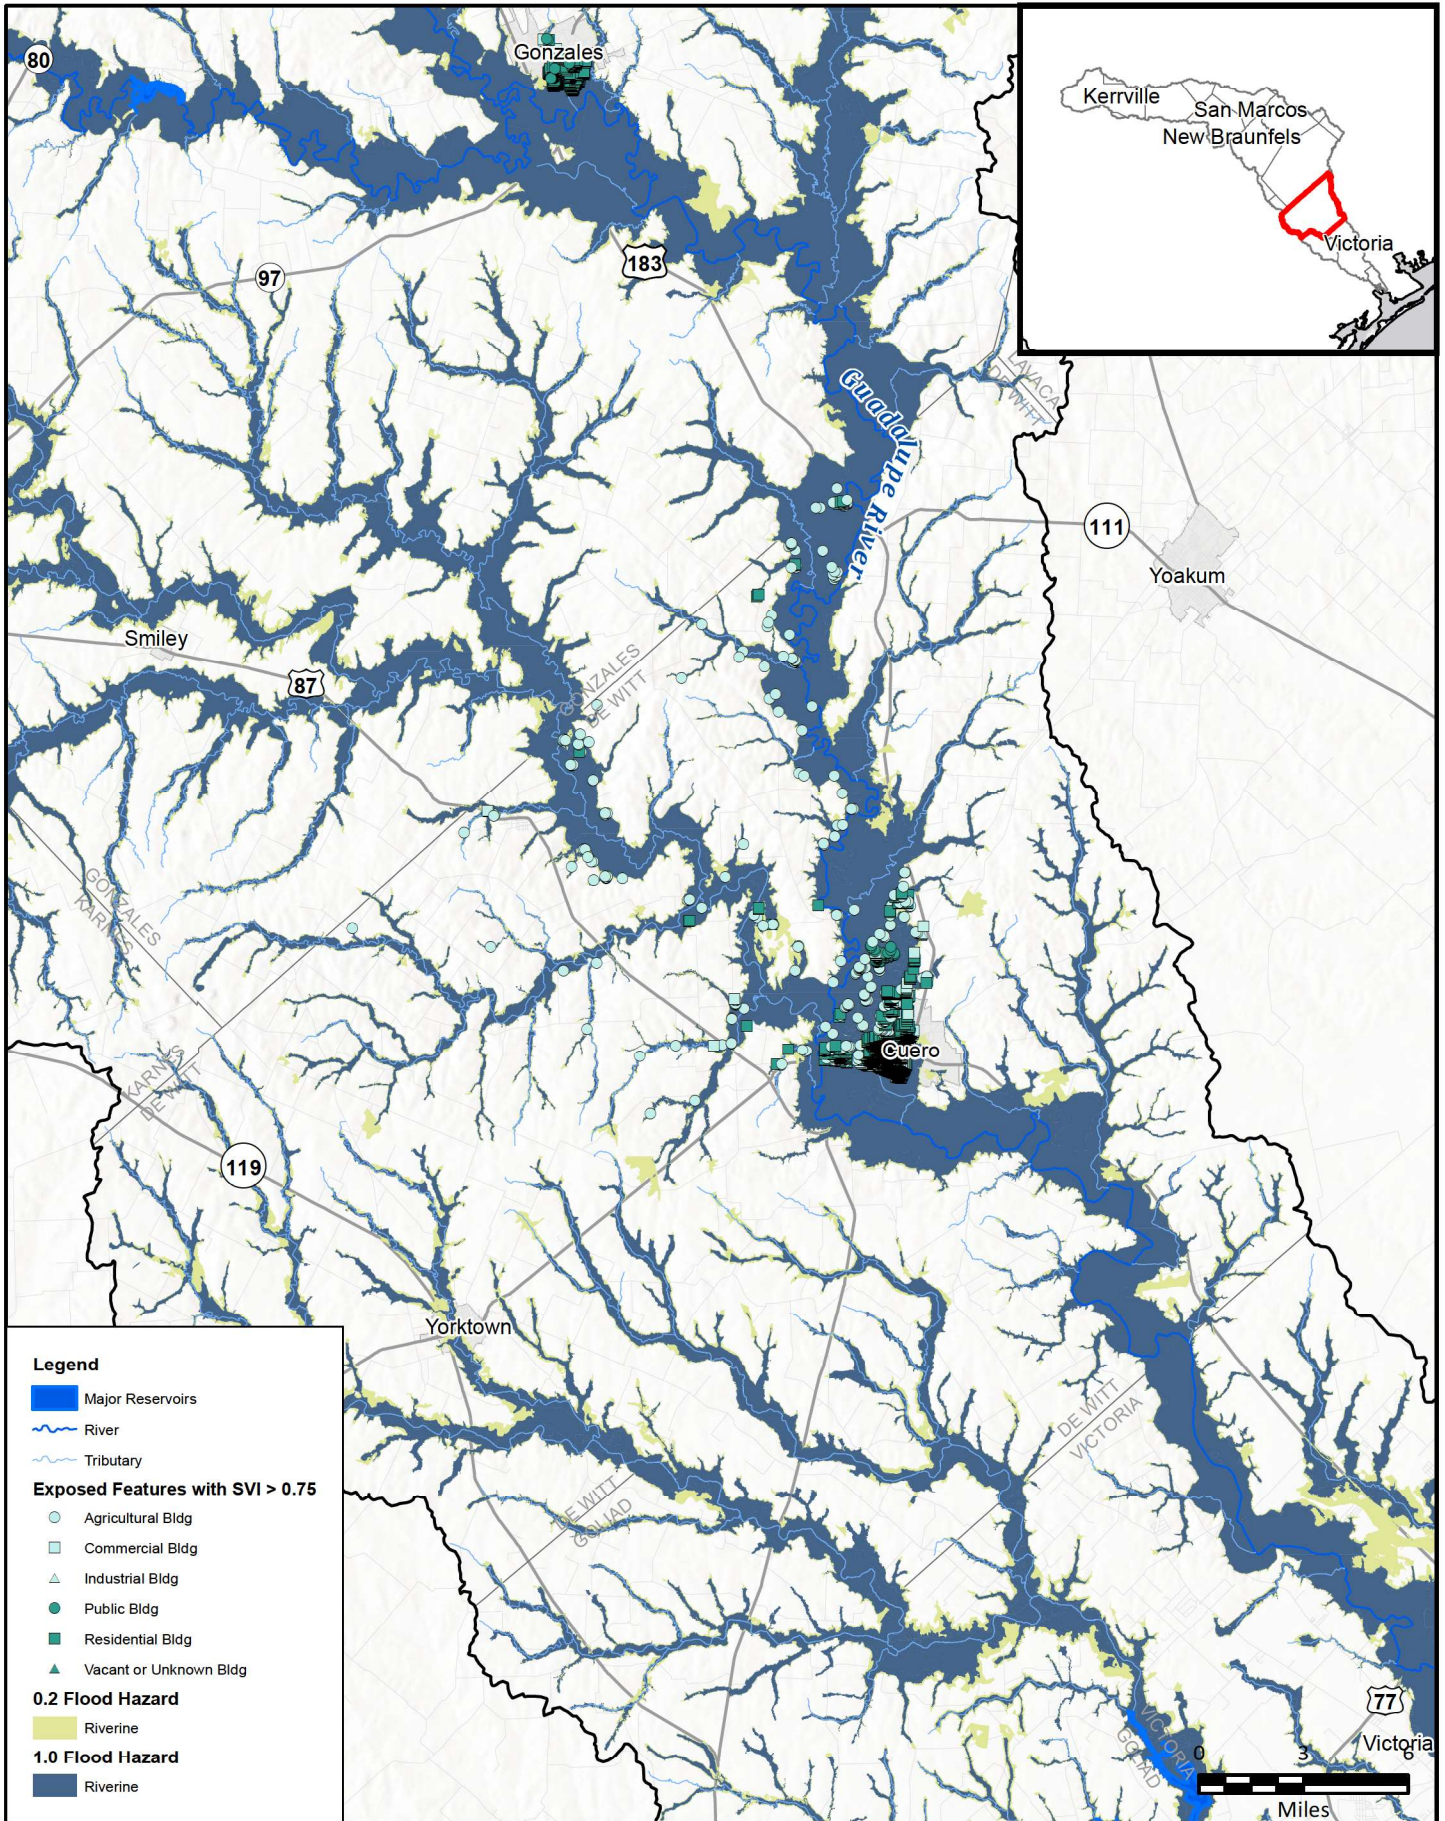 80
Gonzales
Kerrville
San Marcos
New Braunfels
Victoria
183
97
LAVACA
DE WITT
Guadalupe River
111
Yoakum
Smiley
87
GONZALES
DE WITT
GONZALES
KARNES
Cuero
KARNES
DE WITT
119
Yorktown
DE WITT
VICTORIA
DE WITT
GOLIAD
77
Victoria
VICTORIA
GOLIAD
0 3 6
Miles
Legend
Major Reservoirs
River
Tributary
Exposed Features with SVI > 0.75
Agricultural Bldg
Commercial Bldg
Industrial Bldg
Public Bldg
Residential Bldg
Vacant or Unknown Bldg
0.2 Flood Hazard
Riverine
1.0 Flood Hazard
Riverine